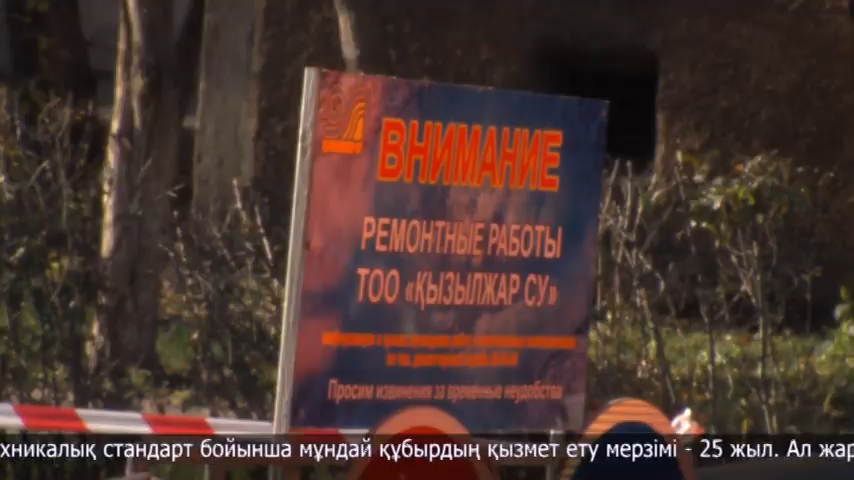 ВНИМАНИЕ
РЕМОНТНЫЕ РАБОТЫ
ТОО «ҚЫЗЫЛЖАР СУ»
Просим извинения за временные неудобства
хникалық стандарт бойынша мұндай құбырдың қызмет ету мерзімі - 25 жыл. Ал жар